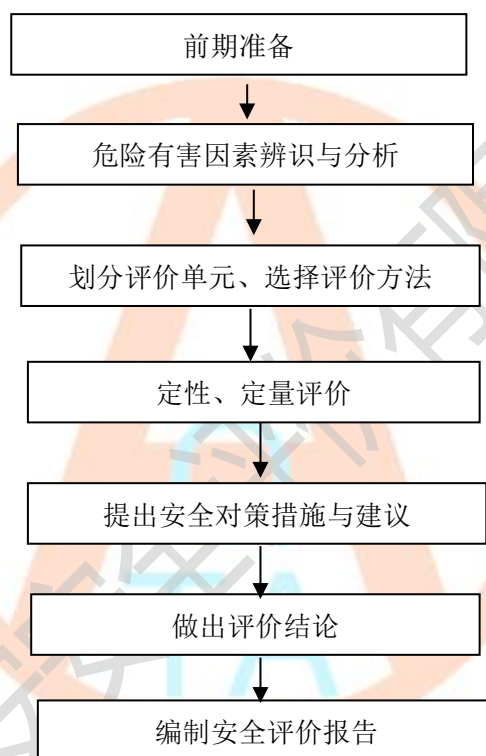 前期准备
危险有害因素辨识与分析
划分评价单元、选择评价方法
定性、定量评价
提出安全对策措施与建议
做出评价结论
编制安全评价报告